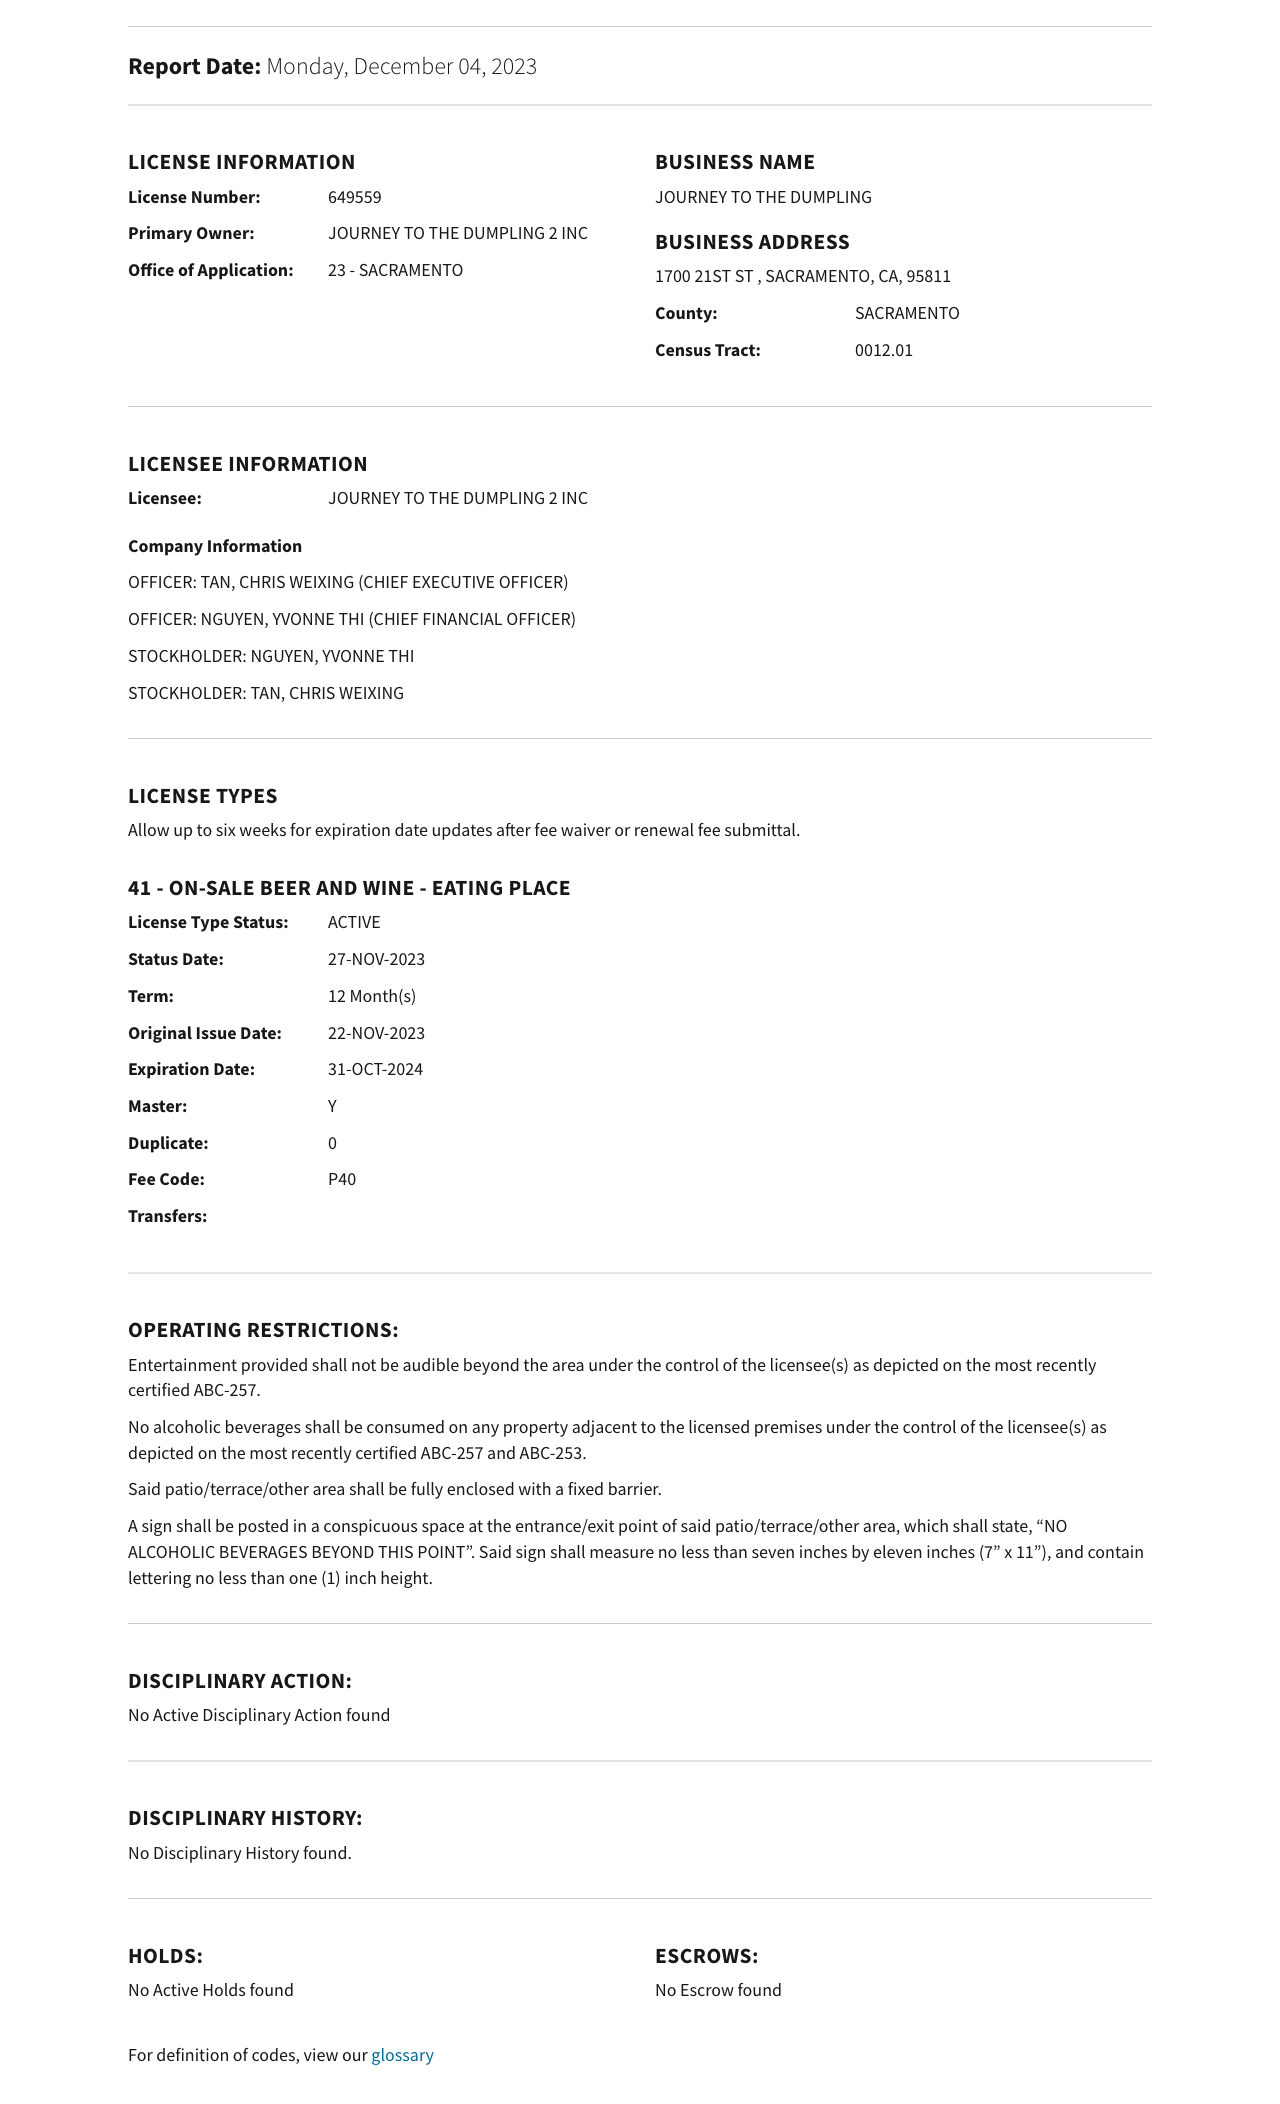 Report Date: Monday, December 04, 2023
LICENSE INFORMATION
License Number: 649559
Primary Owner: JOURNEY TO THE DUMPLING 2 INC
Office of Application: 23 - SACRAMENTO
BUSINESS NAME
JOURNEY TO THE DUMPLING
BUSINESS ADDRESS
1700 21ST ST , SACRAMENTO, CA, 95811
County: SACRAMENTO
Census Tract: 0012.01
LICENSEE INFORMATION
Licensee: JOURNEY TO THE DUMPLING 2 INC
Company Information
OFFICER: TAN, CHRIS WEIXING (CHIEF EXECUTIVE OFFICER)
OFFICER: NGUYEN, YVONNE THI (CHIEF FINANCIAL OFFICER)
STOCKHOLDER: NGUYEN, YVONNE THI
STOCKHOLDER: TAN, CHRIS WEIXING
LICENSE TYPES
Allow up to six weeks for expiration date updates after fee waiver or renewal fee submittal.
41 - ON-SALE BEER AND WINE - EATING PLACE
License Type Status: ACTIVE
Status Date: 27-NOV-2023
Term: 12 Month(s)
Original Issue Date: 22-NOV-2023
Expiration Date: 31-OCT-2024
Master: Y
Duplicate: 0
Fee Code: P40
Transfers:
OPERATING RESTRICTIONS:
Entertainment provided shall not be audible beyond the area under the control of the licensee(s) as depicted on the most recently
certified ABC-257.
No alcoholic beverages shall be consumed on any property adjacent to the licensed premises under the control of the licensee(s) as
depicted on the most recently certified ABC-257 and ABC-253.
Said patio/terrace/other area shall be fully enclosed with a fixed barrier.
A sign shall be posted in a conspicuous space at the entrance/exit point of said patio/terrace/other area, which shall state, “NO
ALCOHOLIC BEVERAGES BEYOND THIS POINT”. Said sign shall measure no less than seven inches by eleven inches (7” x 11”), and contain
lettering no less than one (1) inch height.
DISCIPLINARY ACTION:
No Active Disciplinary Action found
DISCIPLINARY HISTORY:
No Disciplinary History found.
HOLDS:
No Active Holds found
ESCROWS:
No Escrow found
For definition of codes, view our glossary